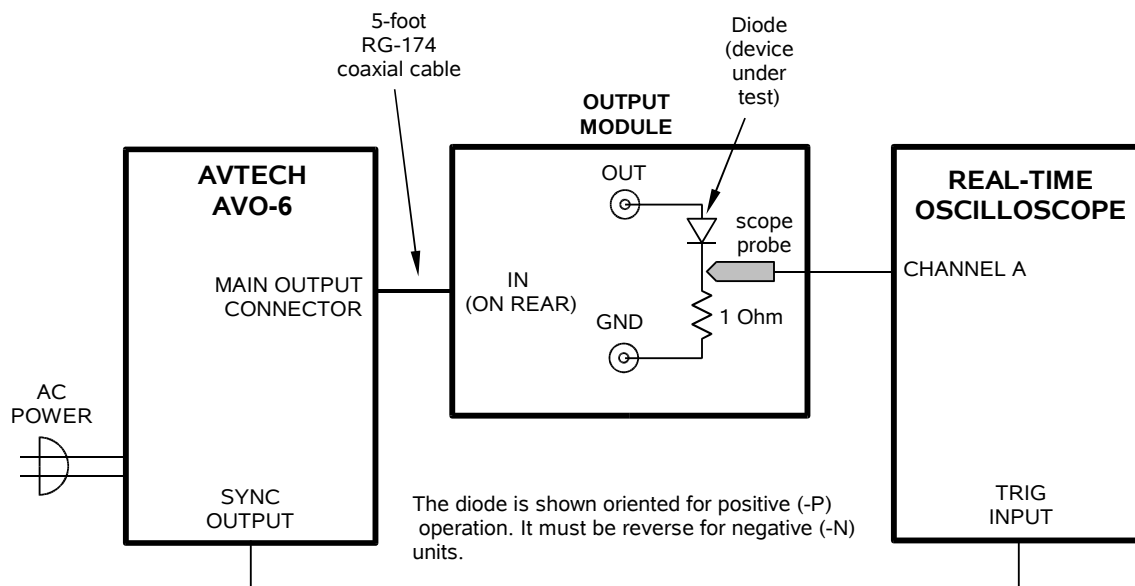 5-foot
RG-174
coaxial cable
Diode
(device
under
test)
OUTPUT
MODULE
AVTECH
AVO-6
OUT
REAL-TIME
OSCILLOSCOPE
scope
probe
MAIN OUTPUT
CONNECTOR
IN
(ON REAR)
CHANNEL A
GND
1 Ohm
AC
POWER
SYNC
OUTPUT
The diode is shown oriented for positive (-P)
operation. It must be reverse for negative (-N)
units.
TRIG
INPUT